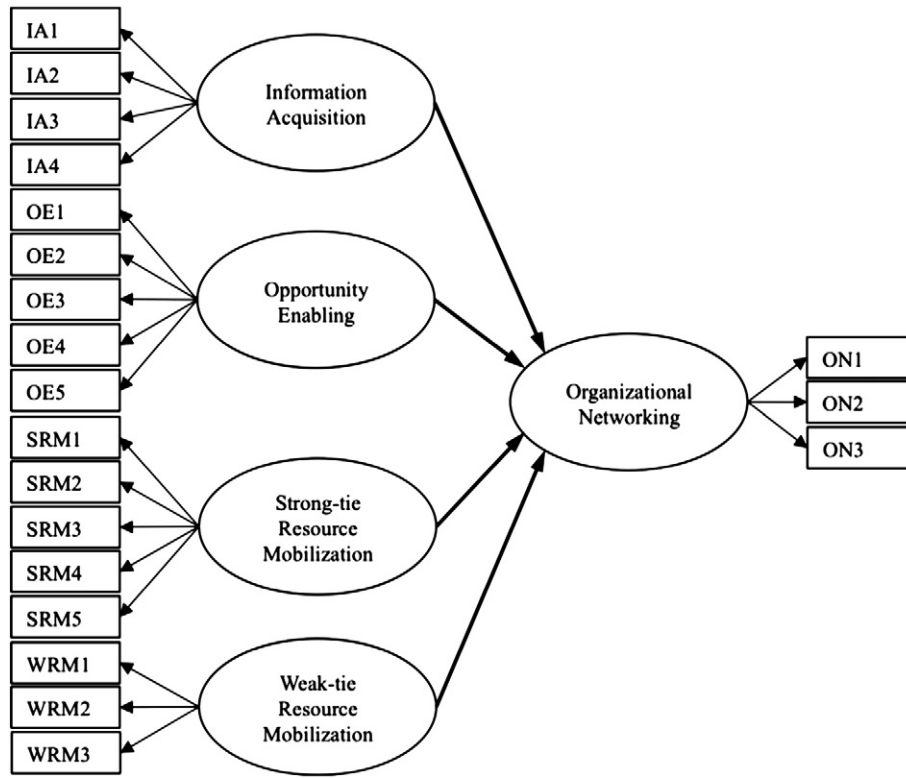 IA1
IA2
IA3
IA4
OE1
OE2
OE3
OE4
OE5
SRM1
SRM2
SRM3
SRM4
SRM5
WRM1
WRM2
WRM3
Information
Acquisition
Opportunity
Enabling
Strong-tie
Resource
Mobilization
Weak-tie
Resource
Mobilization
Organizational
Networking
ON1
ON2
ON3